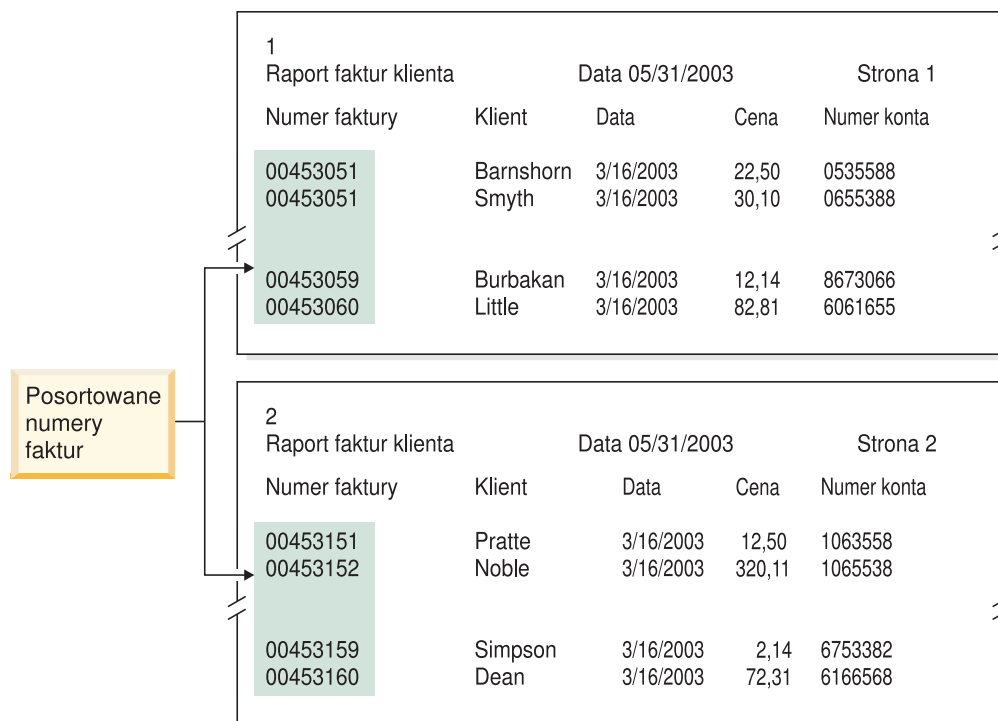 1
Raport faktur klienta Data 05/31/2003 Strona 1
Numer faktury Klient Data Cena Numer konta
00453051 Barnshorn 3/16/2003 22,50 0535588
00453051 Smyth 3/16/2003 30,10 0655388
00453059 Burbakan 3/16/2003 12,14 8673066
00453060 Little 3/16/2003 82,81 6061655
Posortowane
numery
faktur
2
Raport faktur klienta Data 05/31/2003 Strona 2
Numer faktury Klient Data Cena Numer konta
00453151 Pratte 3/16/2003 12,50 1063558
00453152 Noble 3/16/2003 320,11 1065538
00453159 Simpson 3/16/2003 2,14 6753382
00453160 Dean 3/16/2003 72,31 6166568